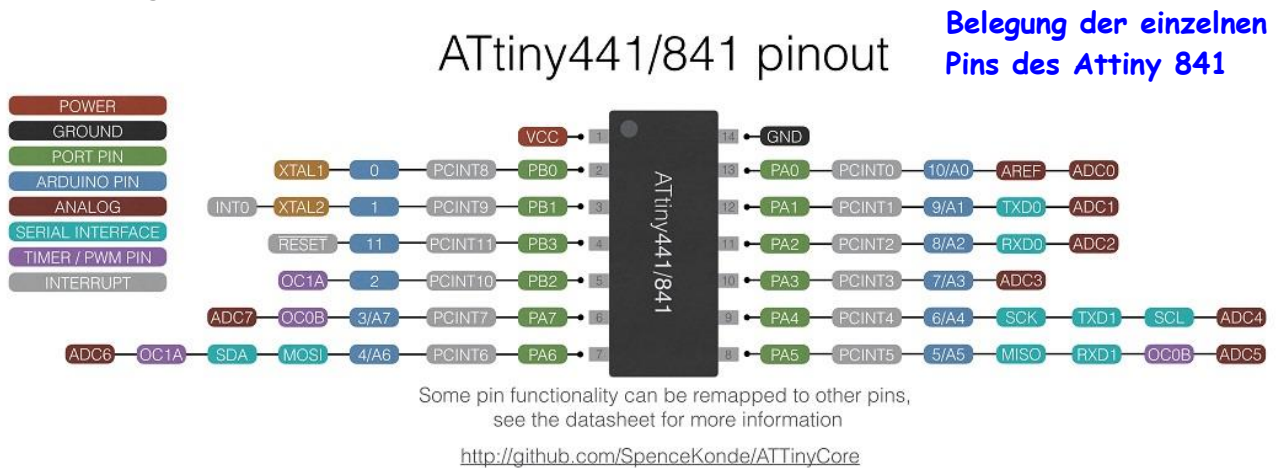 Belegung der einzelnen
Pins des Attiny 841
ATtiny441/841 pinout
POWER
GROUND
PORT PIN
ARDUINO PIN
ANALOG
SERIAL INTERFACE
TIMER / PWM PIN
INTERRUPT
VCC 1 14 GND
XTAL1 0 PCINT8 PB0 2 13 PA0 PCINT0 10/A0 AREF ADC0
INT0 XTAL2 1 PCINT9 PB1 3 12 PA1 PCINT1 9/A1 TXD0 ADC1
RESET 11 PCINT11 PB3 4 11 PA2 PCINT2 8/A2 RXD0 ADC2
OC1A 2 PCINT10 PB2 5 10 PA3 PCINT3 7/A3 ADC3
ADC7 OC0B 3/A7 PCINT7 PA7 6 9 PA4 PCINT4 6/A4 SCK TXD1 SCL ADC4
ADC6 OC1A SDA MOSI 4/A6 PCINT6 PA6 7 8 PA5 PCINT5 5/A5 MISO RXD1 OC0B ADC5
ATtiny441/841
Some pin functionality can be remapped to other pins,
see the datasheet for more information
http://github.com/SpenceKonde/ATTinyCore